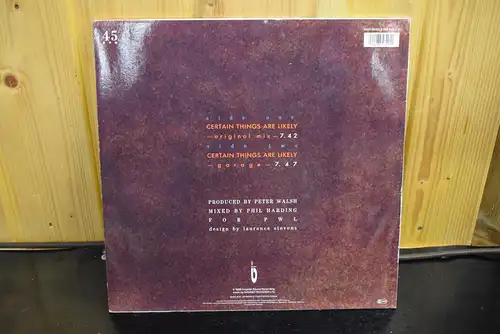 45
side one
CERTAIN THINGS ARE LIKELY
—original mix—7.42
side two
CERTAIN THINGS ARE LIKELY
—garage—7.47
PRODUCED BY PETER WALSH
MIXED BY PHIL HARDING
FOR PWL
design by laurence stevens